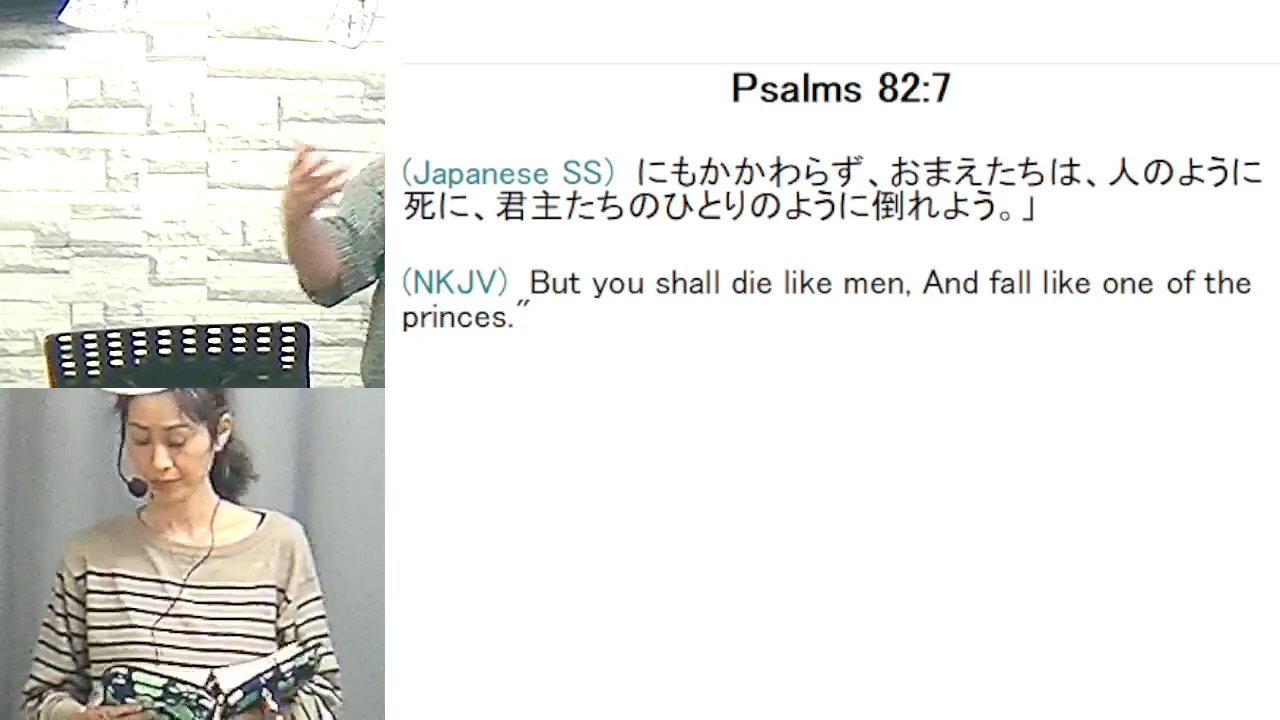 Psalms 82:7
(Japanese SS) にもかかわらず、おまえたちは、人のように
死に、君主たちのひとりのように倒れよう。」
(NKJV) But you shall die like men, And fall like one of the
princes."